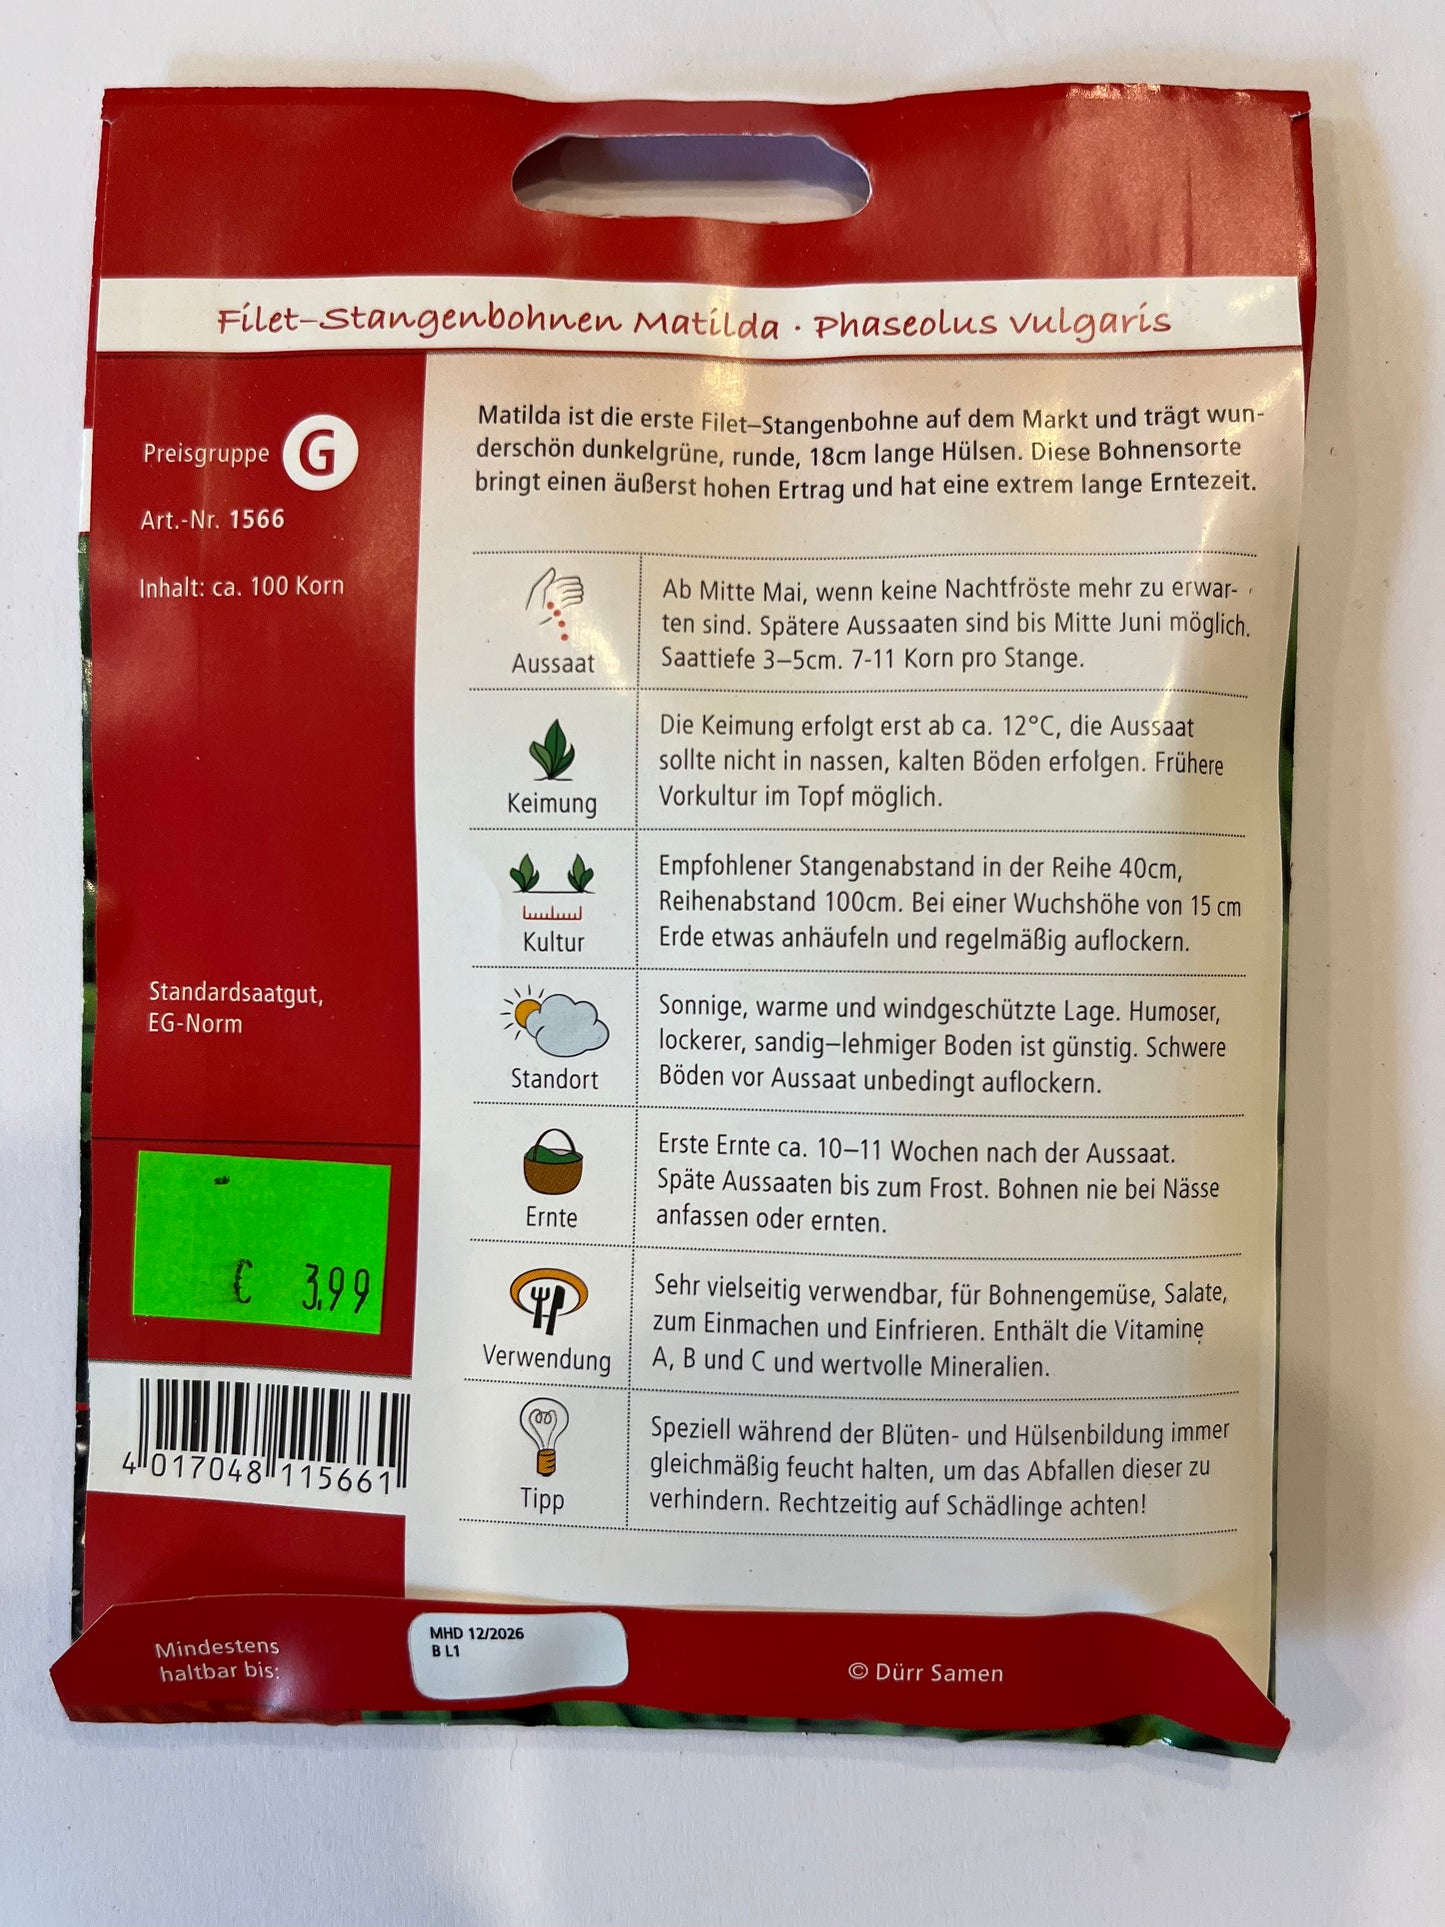 Filet–Stangenbohnen Matilda · Phaseolus vulgaris
Preisgruppe G
Art.-Nr. 1566
Inhalt: ca. 100 Korn
Standardsaatgut,
EG-Norm
€ 3,99
4 017048 115661
Matilda ist die erste Filet–Stangenbohne auf dem Markt und trägt wun-
derschön dunkelgrüne, runde, 18cm lange Hülsen. Diese Bohnensorte
bringt einen äußerst hohen Ertrag und hat eine extrem lange Erntezeit.
Aussaat
Ab Mitte Mai, wenn keine Nachtfröste mehr zu erwar-
ten sind. Spätere Aussaaten sind bis Mitte Juni möglich.
Saattiefe 3–5cm. 7-11 Korn pro Stange.
Keimung
Die Keimung erfolgt erst ab ca. 12°C, die Aussaat
sollte nicht in nassen, kalten Böden erfolgen. Frühere
Vorkultur im Topf möglich.
Kultur
Empfohlener Stangenabstand in der Reihe 40cm,
Reihenabstand 100cm. Bei einer Wuchshöhe von 15 cm
Erde etwas anhäufeln und regelmäßig auflockern.
Standort
Sonnige, warme und windgeschützte Lage. Humoser,
lockerer, sandig–lehmiger Boden ist günstig. Schwere
Böden vor Aussaat unbedingt auflockern.
Ernte
Erste Ernte ca. 10–11 Wochen nach der Aussaat.
Späte Aussaaten bis zum Frost. Bohnen nie bei Nässe
anfassen oder ernten.
Verwendung
Sehr vielseitig verwendbar, für Bohnengemüse, Salate,
zum Einmachen und Einfrieren. Enthält die Vitamine
A, B und C und wertvolle Mineralien.
Tipp
Speziell während der Blüten- und Hülsenbildung immer
gleichmäßig feucht halten, um das Abfallen dieser zu
verhindern. Rechtzeitig auf Schädlinge achten!
Mindestens
haltbar bis:
MHD 12/2026
B L1
© Dürr Samen